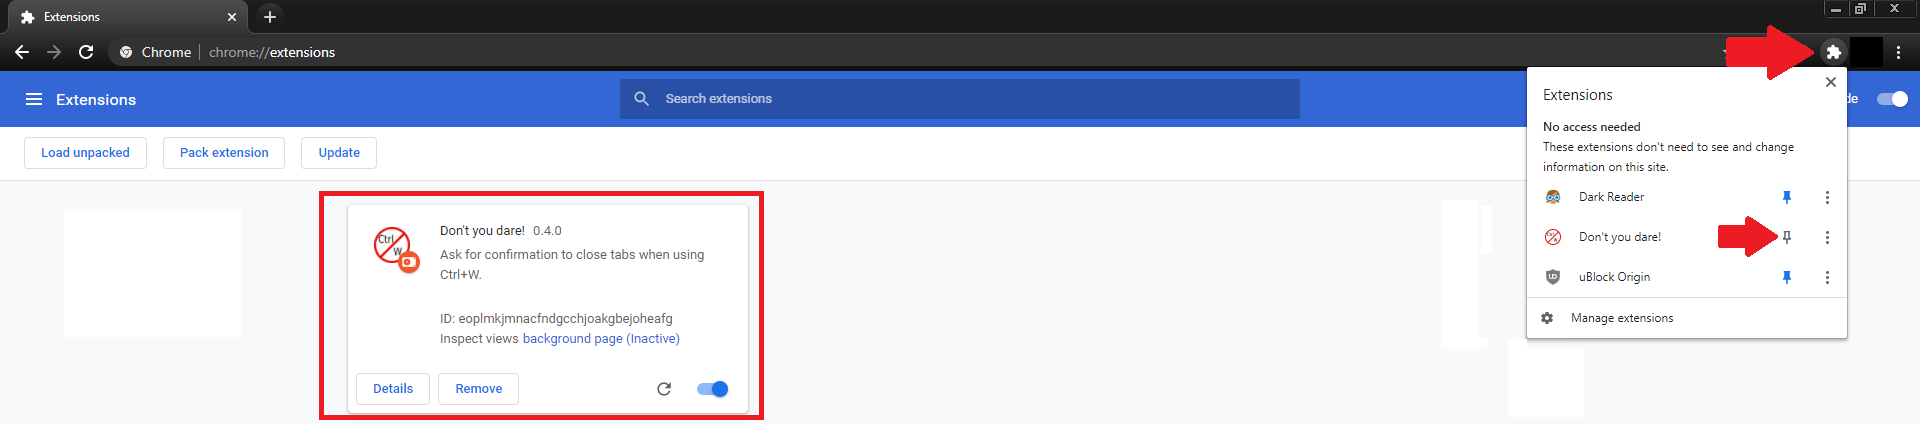 Extensions
Chrome chrome://extensions
Extensions
Search extensions
de
Load unpacked
Pack extension
Update
Ctrl
W
Don't you dare! 0.4.0
Ask for confirmation to close tabs when using
Ctrl+W.
ID: eoplmkjmnacfndgcchjoakgbejoheafg
Inspect views background page (Inactive)
Details
Remove
Extensions
No access needed
These extensions don't need to see and change
information on this site.
Dark Reader
Don't you dare!
uBlock Origin
Manage extensions